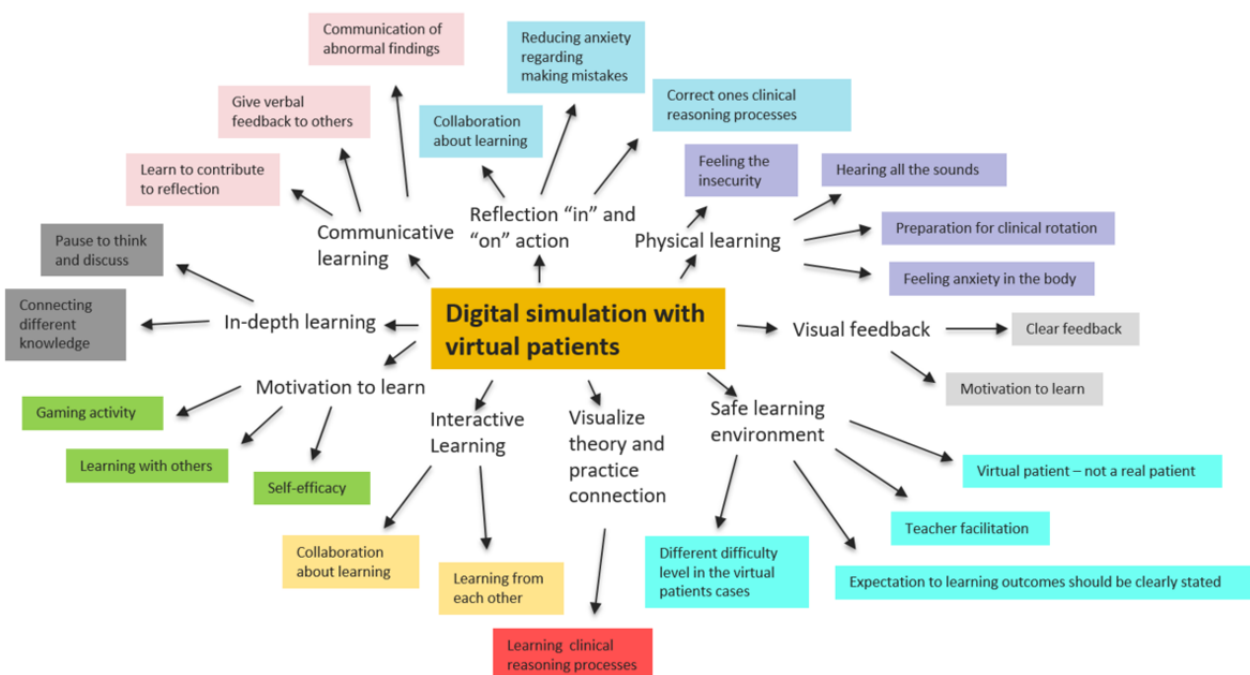 Communication of
abnormal findings
Reducing anxiety
regarding
making mistakes
Give verbal
feedback to others
Collaboration
about learning
Correct ones clinical
reasoning processes
Learn to contribute
to reflection
Feeling the
insecurity
Hearing all the sounds
Communicative
learning
Reflection “in” and
“on” action
Physical learning
Preparation for clinical rotation
Feeling anxiety in the body
Pause to think
and discuss
Connecting
different
knowledge
In-depth learning
Digital simulation with
virtual patients
Visual feedback
Clear feedback
Motivation to learn
Motivation to learn
Gaming activity
Learning with others
Self-efficacy
Interactive
Learning
Visualize
theory and
practice
connection
Safe learning
environment
Virtual patient – not a real patient
Teacher facilitation
Expectation to learning outcomes should be clearly stated
Different difficulty
level in the virtual
patients cases
Collaboration
about learning
Learning from
each other
Learning clinical
reasoning processes